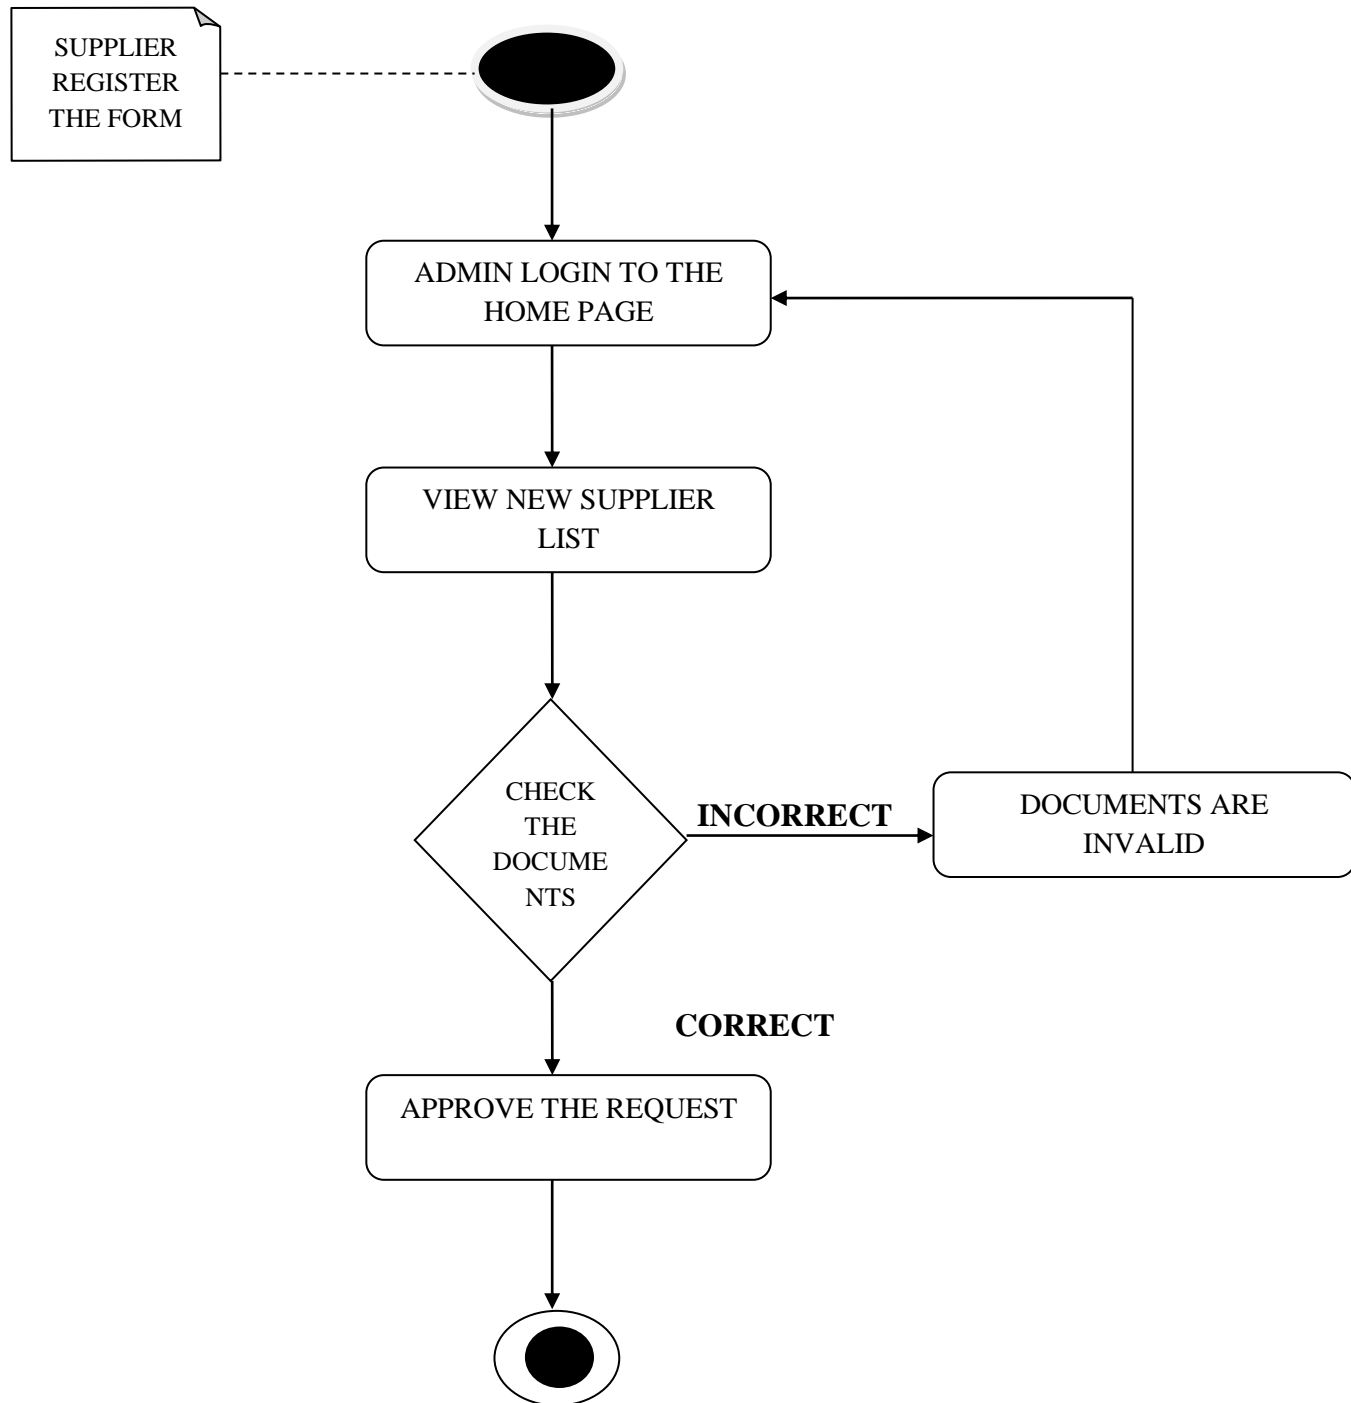 SUPPLIER
REGISTER
THE FORM
ADMIN LOGIN TO THE
HOME PAGE
VIEW NEW SUPPLIER
LIST
CHECK
THE
DOCUME
NTS
INCORRECT
DOCUMENTS ARE
INVALID
CORRECT
APPROVE THE REQUEST